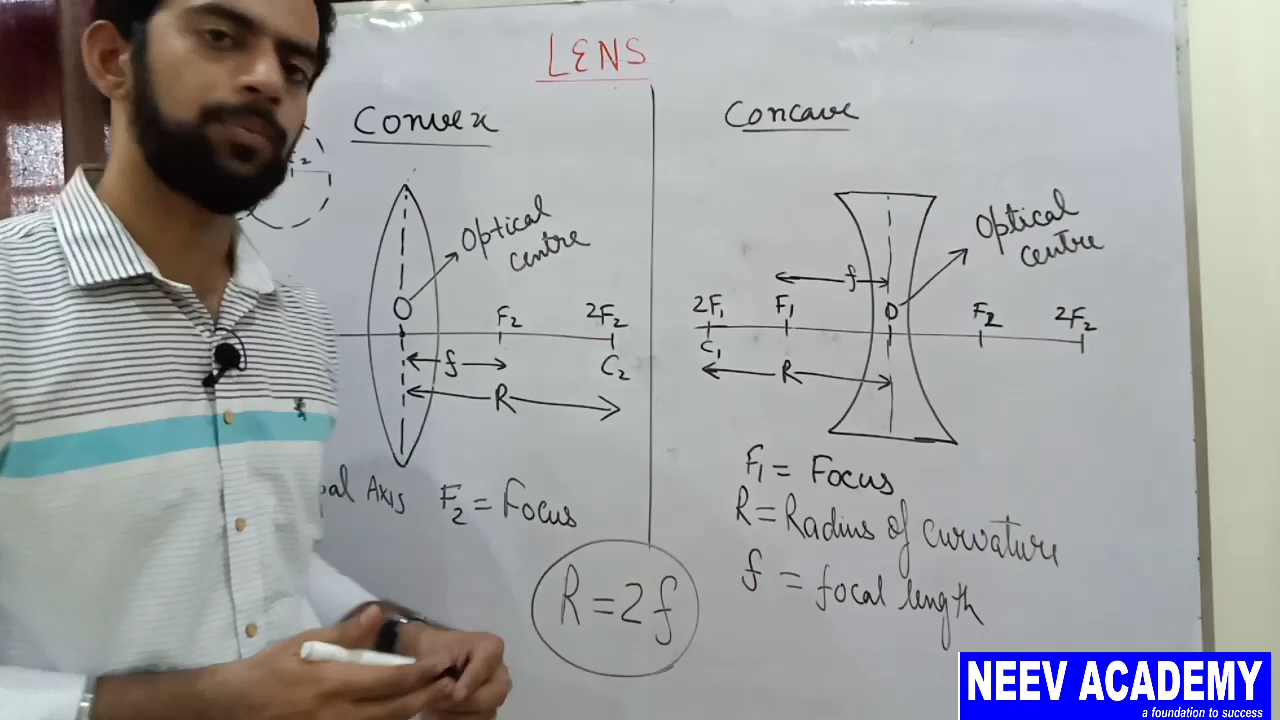 LENS
Convex
Optical
centre
O
F2
2F2
f
C2
R
Axis
F2 = Focus
R = 2f
Concave
Optical
centre
f
2F1
F1
O
F2
2F2
C1
R
F1 = Focus
R = Radius of curvature
f = focal length
NEEV ACADEMY
a foundation to success